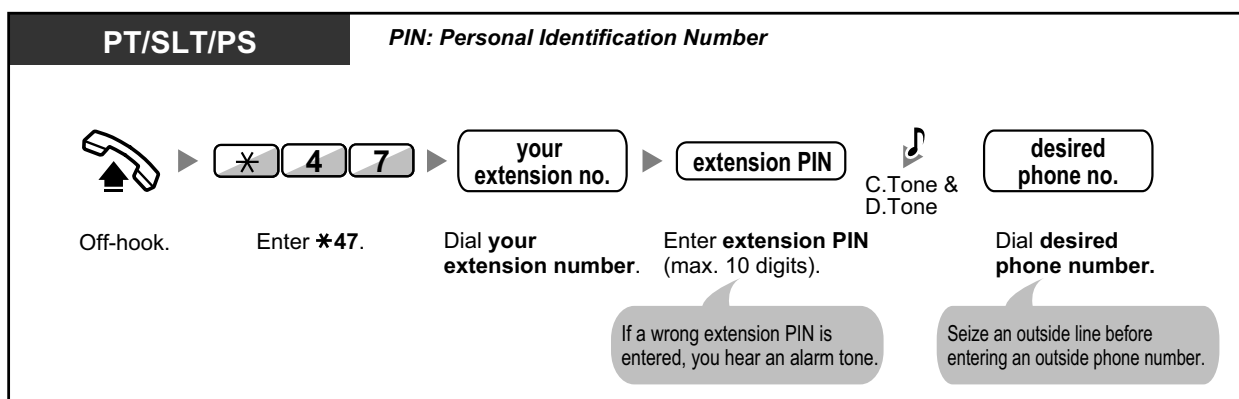 PT/SLT/PS
PIN: Personal Identification Number
* 4 7
your
extension no.
extension PIN
C.Tone &
D.Tone
desired
phone no.
Off-hook.
Enter *47.
Dial your
extension number.
Enter extension PIN
(max. 10 digits).
Dial desired
phone number.
If a wrong extension PIN is
entered, you hear an alarm tone.
Seize an outside line before
entering an outside phone number.